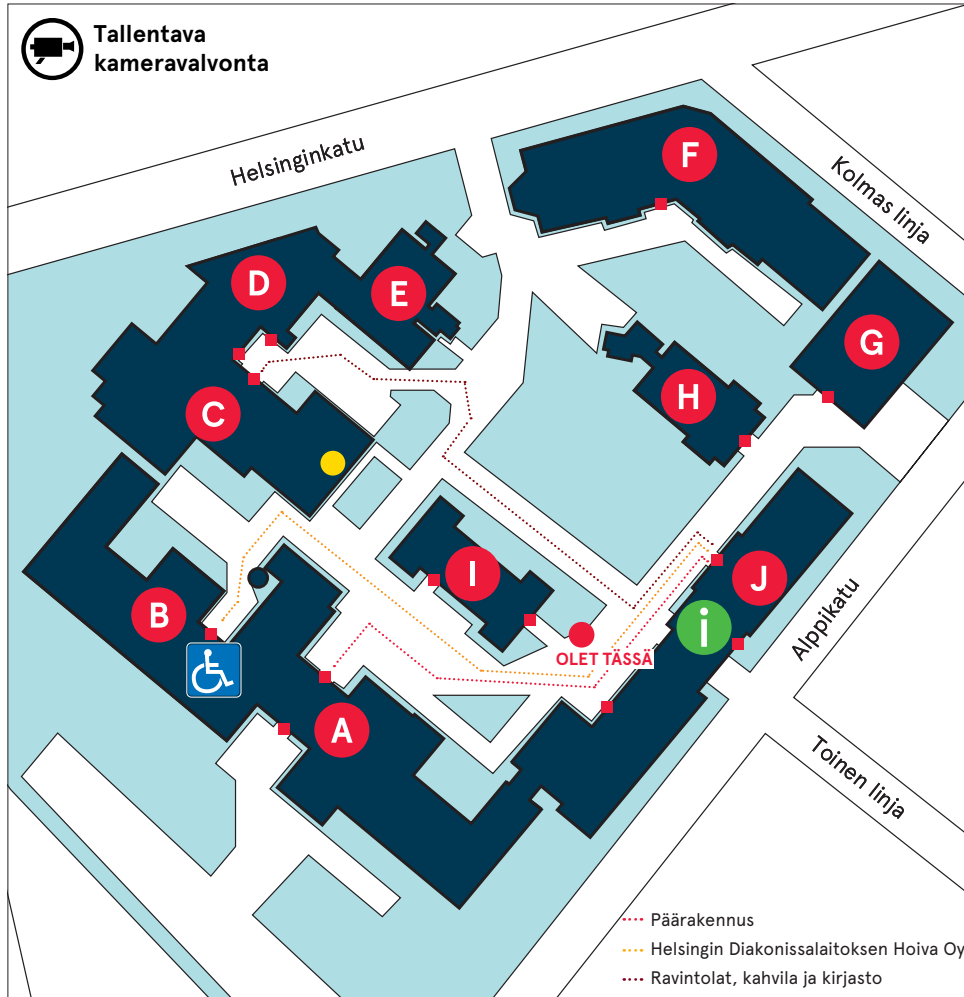 Tallentava
kameravalvonta
Helsinginkatu
Kolmas linja
F
D
E
G
H
C
I
J
B
i
OLET TÄSSÄ
Alppikatu
A
Toinen linja
Päärakennus
Helsingin Diakonissalaitoksen Hoiva Oy
Ravintolat, kahvila ja kirjasto